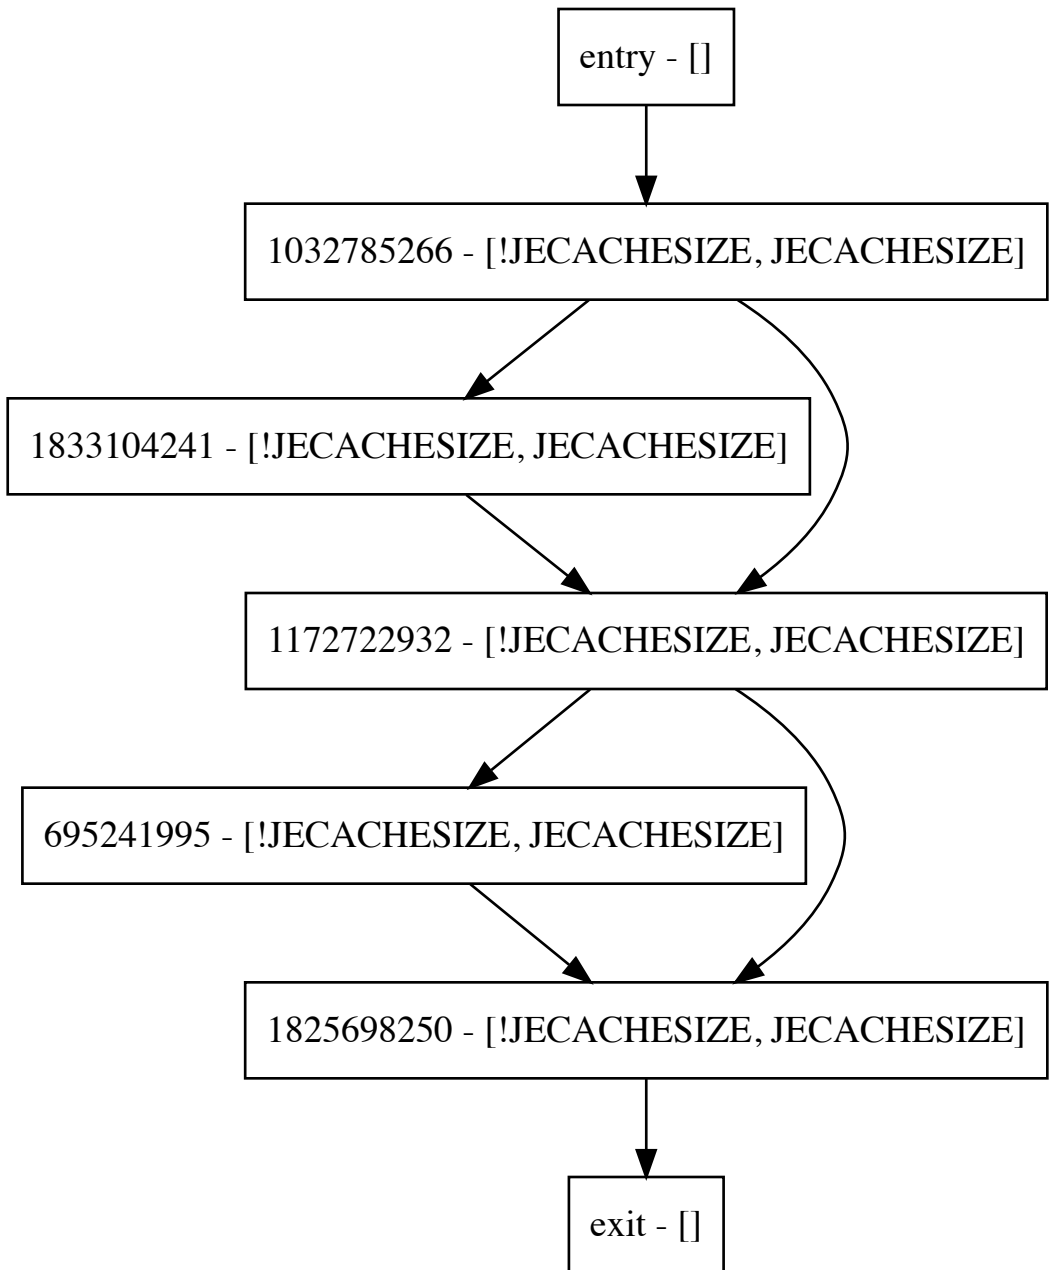 entry - []
1032785266 - [!JECACHESIZE, JECACHESIZE]
1833104241 - [!JECACHESIZE, JECACHESIZE]
1172722932 - [!JECACHESIZE, JECACHESIZE]
695241995 - [!JECACHESIZE, JECACHESIZE]
1825698250 - [!JECACHESIZE, JECACHESIZE]
exit - []